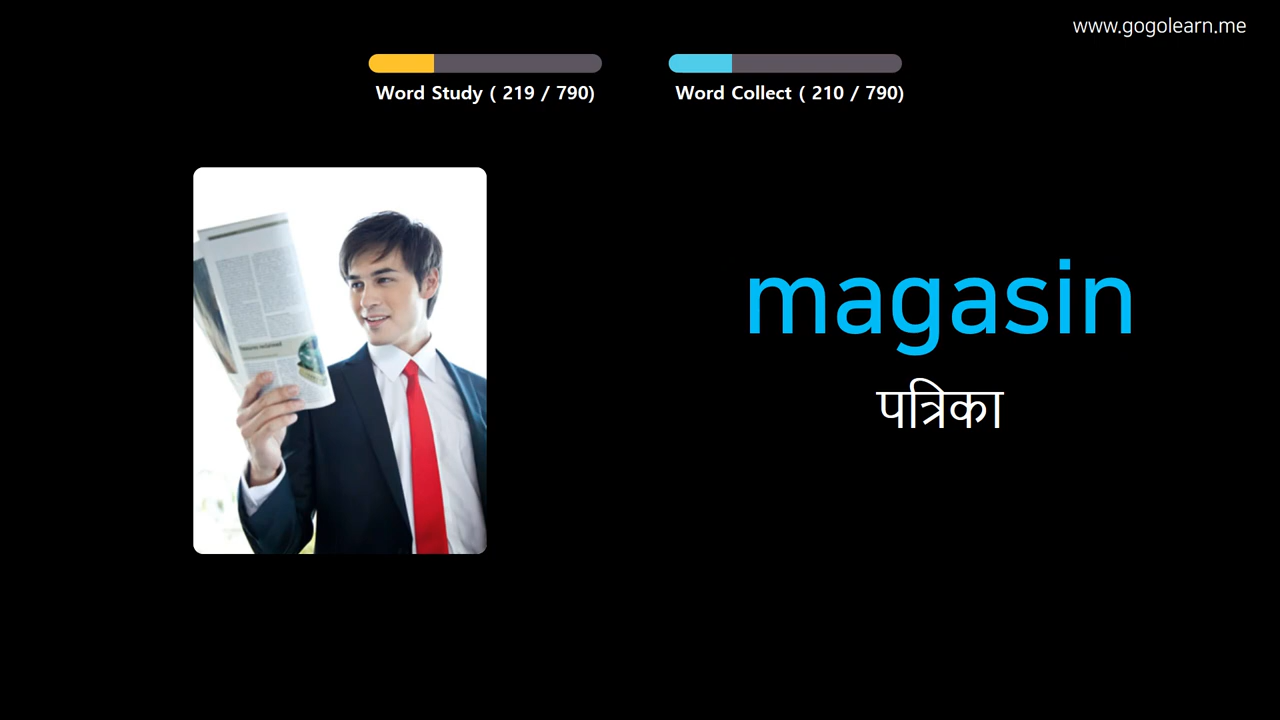 www.gogolearn.me
Word Study ( 219 / 790)
Word Collect ( 210 / 790)
magasin
पत्रिका